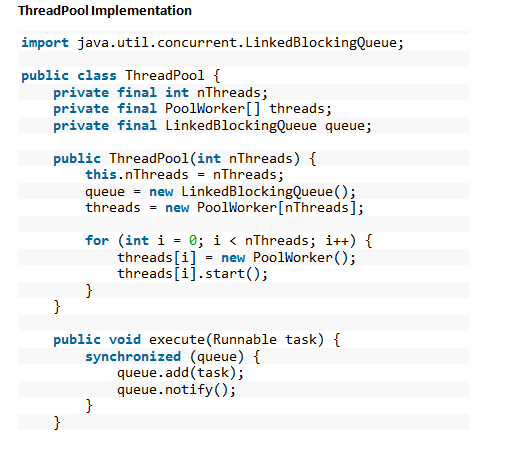 ThreadPool Implementation
import java.util.concurrent.LinkedBlockingQueue;
public class ThreadPool {
    private final int nThreads;
    private final PoolWorker[] threads;
    private final LinkedBlockingQueue queue;
    public ThreadPool(int nThreads) {
        this.nThreads = nThreads;
        queue = new LinkedBlockingQueue();
        threads = new PoolWorker[nThreads];
        for (int i = 0; i < nThreads; i++) {
            threads[i] = new PoolWorker();
            threads[i].start();
        }
    }
    public void execute(Runnable task) {
        synchronized (queue) {
            queue.add(task);
            queue.notify();
        }
    }